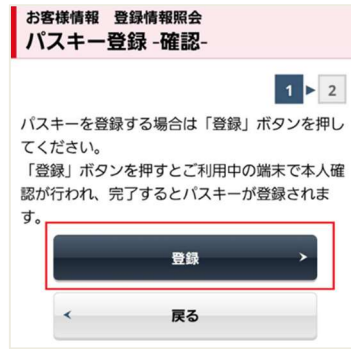 お客様情報　登録情報照会
パスキー登録 -確認-
1 ▶ 2
パスキーを登録する場合は「登録」ボタンを押し
てください。
「登録」ボタンを押すとご利用中の端末で本人確
認が行われ、完了するとパスキーが登録されま
す。
登録
戻る